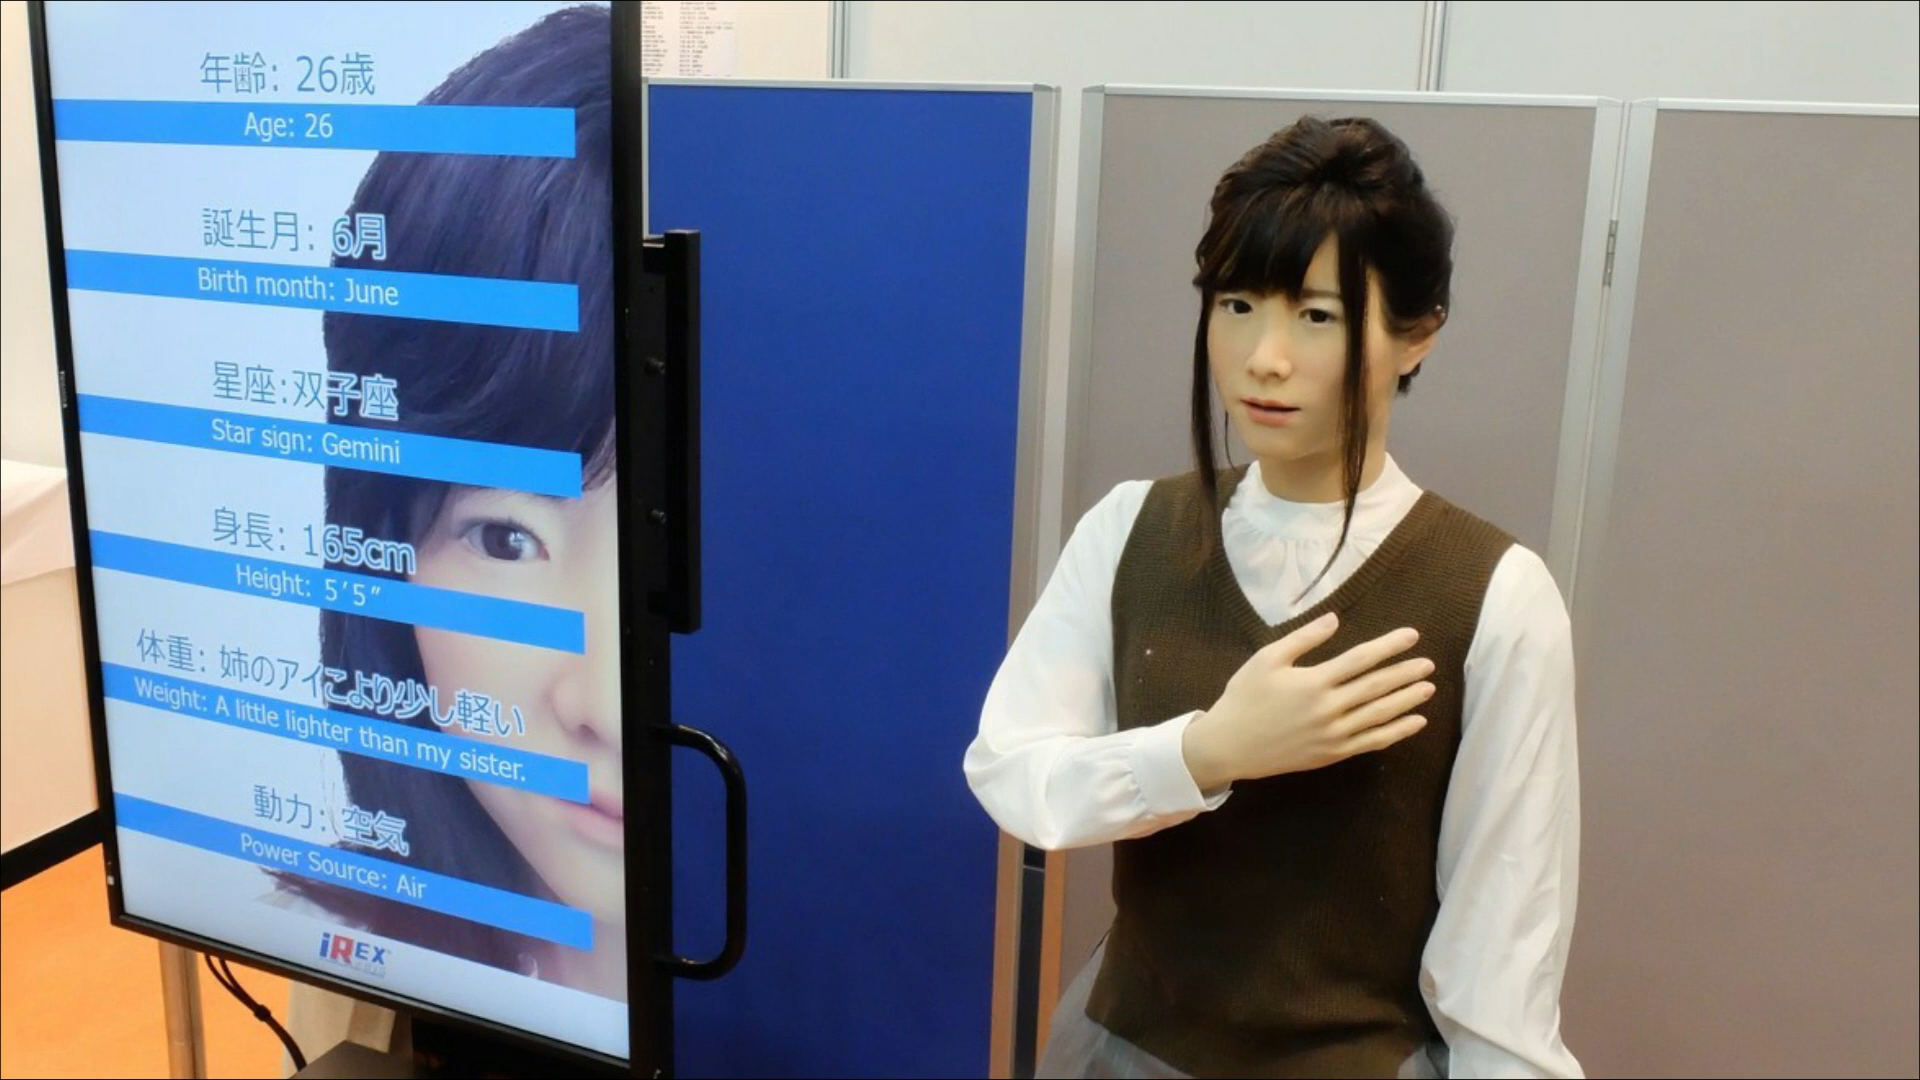 年齢: 26歳
Age: 26
誕生月: 6月
Birth month: June
星座:双子座
Star sign: Gemini
身長: 165cm
Height: 5'5"
体重: 姉のアイこより少し軽い
Weight: A little lighter than my sister.
動力: 空気
Power Source: Air
iREX